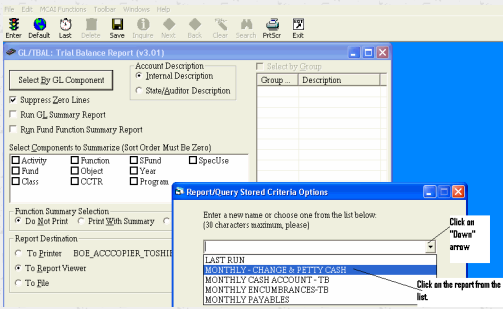 File Edit MCAI Functions Toolbar Windows Help
Enter Default Last Delete Save Inquire Next Back Clear Search PrtScr Exit
GL/TBAL: Trial Balance Report (v3.01)
Select By GL Component
Account Description
Internal Description
State/Auditor Description
Select by Group
Group ... Description
Suppress Zero Lines
Run GL Summary Report
Run Fund Function Summary Report
Select Components to Summarize (Sort Order Must Be Zero)
Activity Function SFund SpecUse
Fund Object Year
Class CCTR Program
Function Summary Selection
Do Not Print Print With Summary
Report Destination
To Printer BOE_ACCCOPIER_TOSHIB
To Report Viewer
To File
Report/Query Stored Criteria Options
Enter a new name or choose one from the list below:
(30 characters maximum, please)
LAST RUN
MONTHLY - CHANGE & PETTY CASH
MONTHLY CASH ACCOUNT - TB
MONTHLY ENCUMBRANCES-TB
MONTHLY PAYABLES
Click on
"Down"
arrow
Click on the report from the
list.